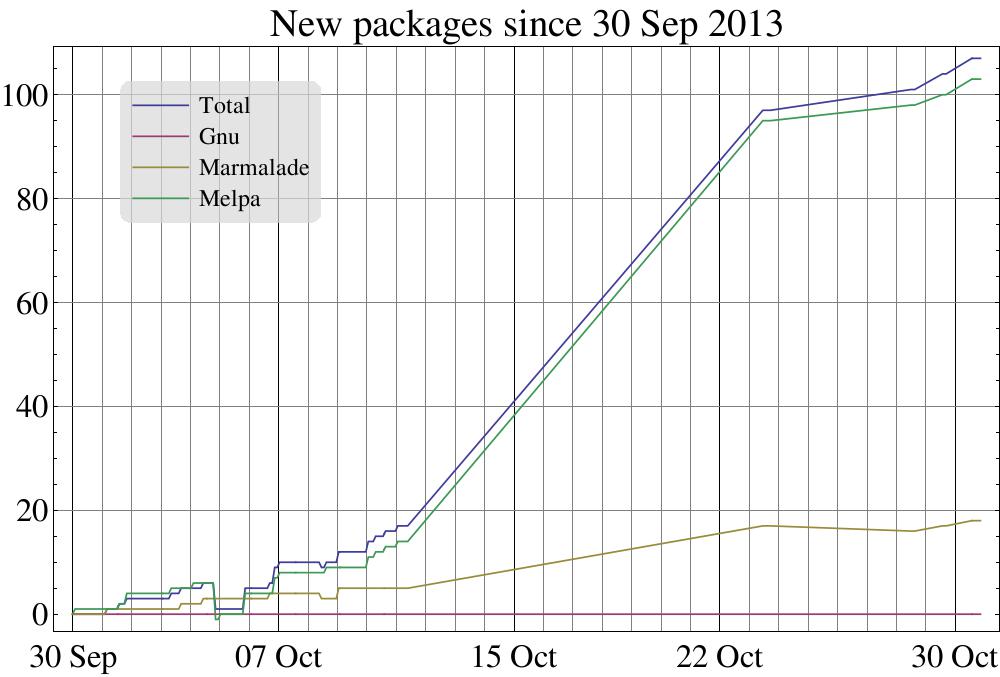 New packages since 30 Sep 2013
100
80
60
40
20
0
Total
Gnu
Marmalade
Melpa
30 Sep
07 Oct
15 Oct
22 Oct
30 Oct